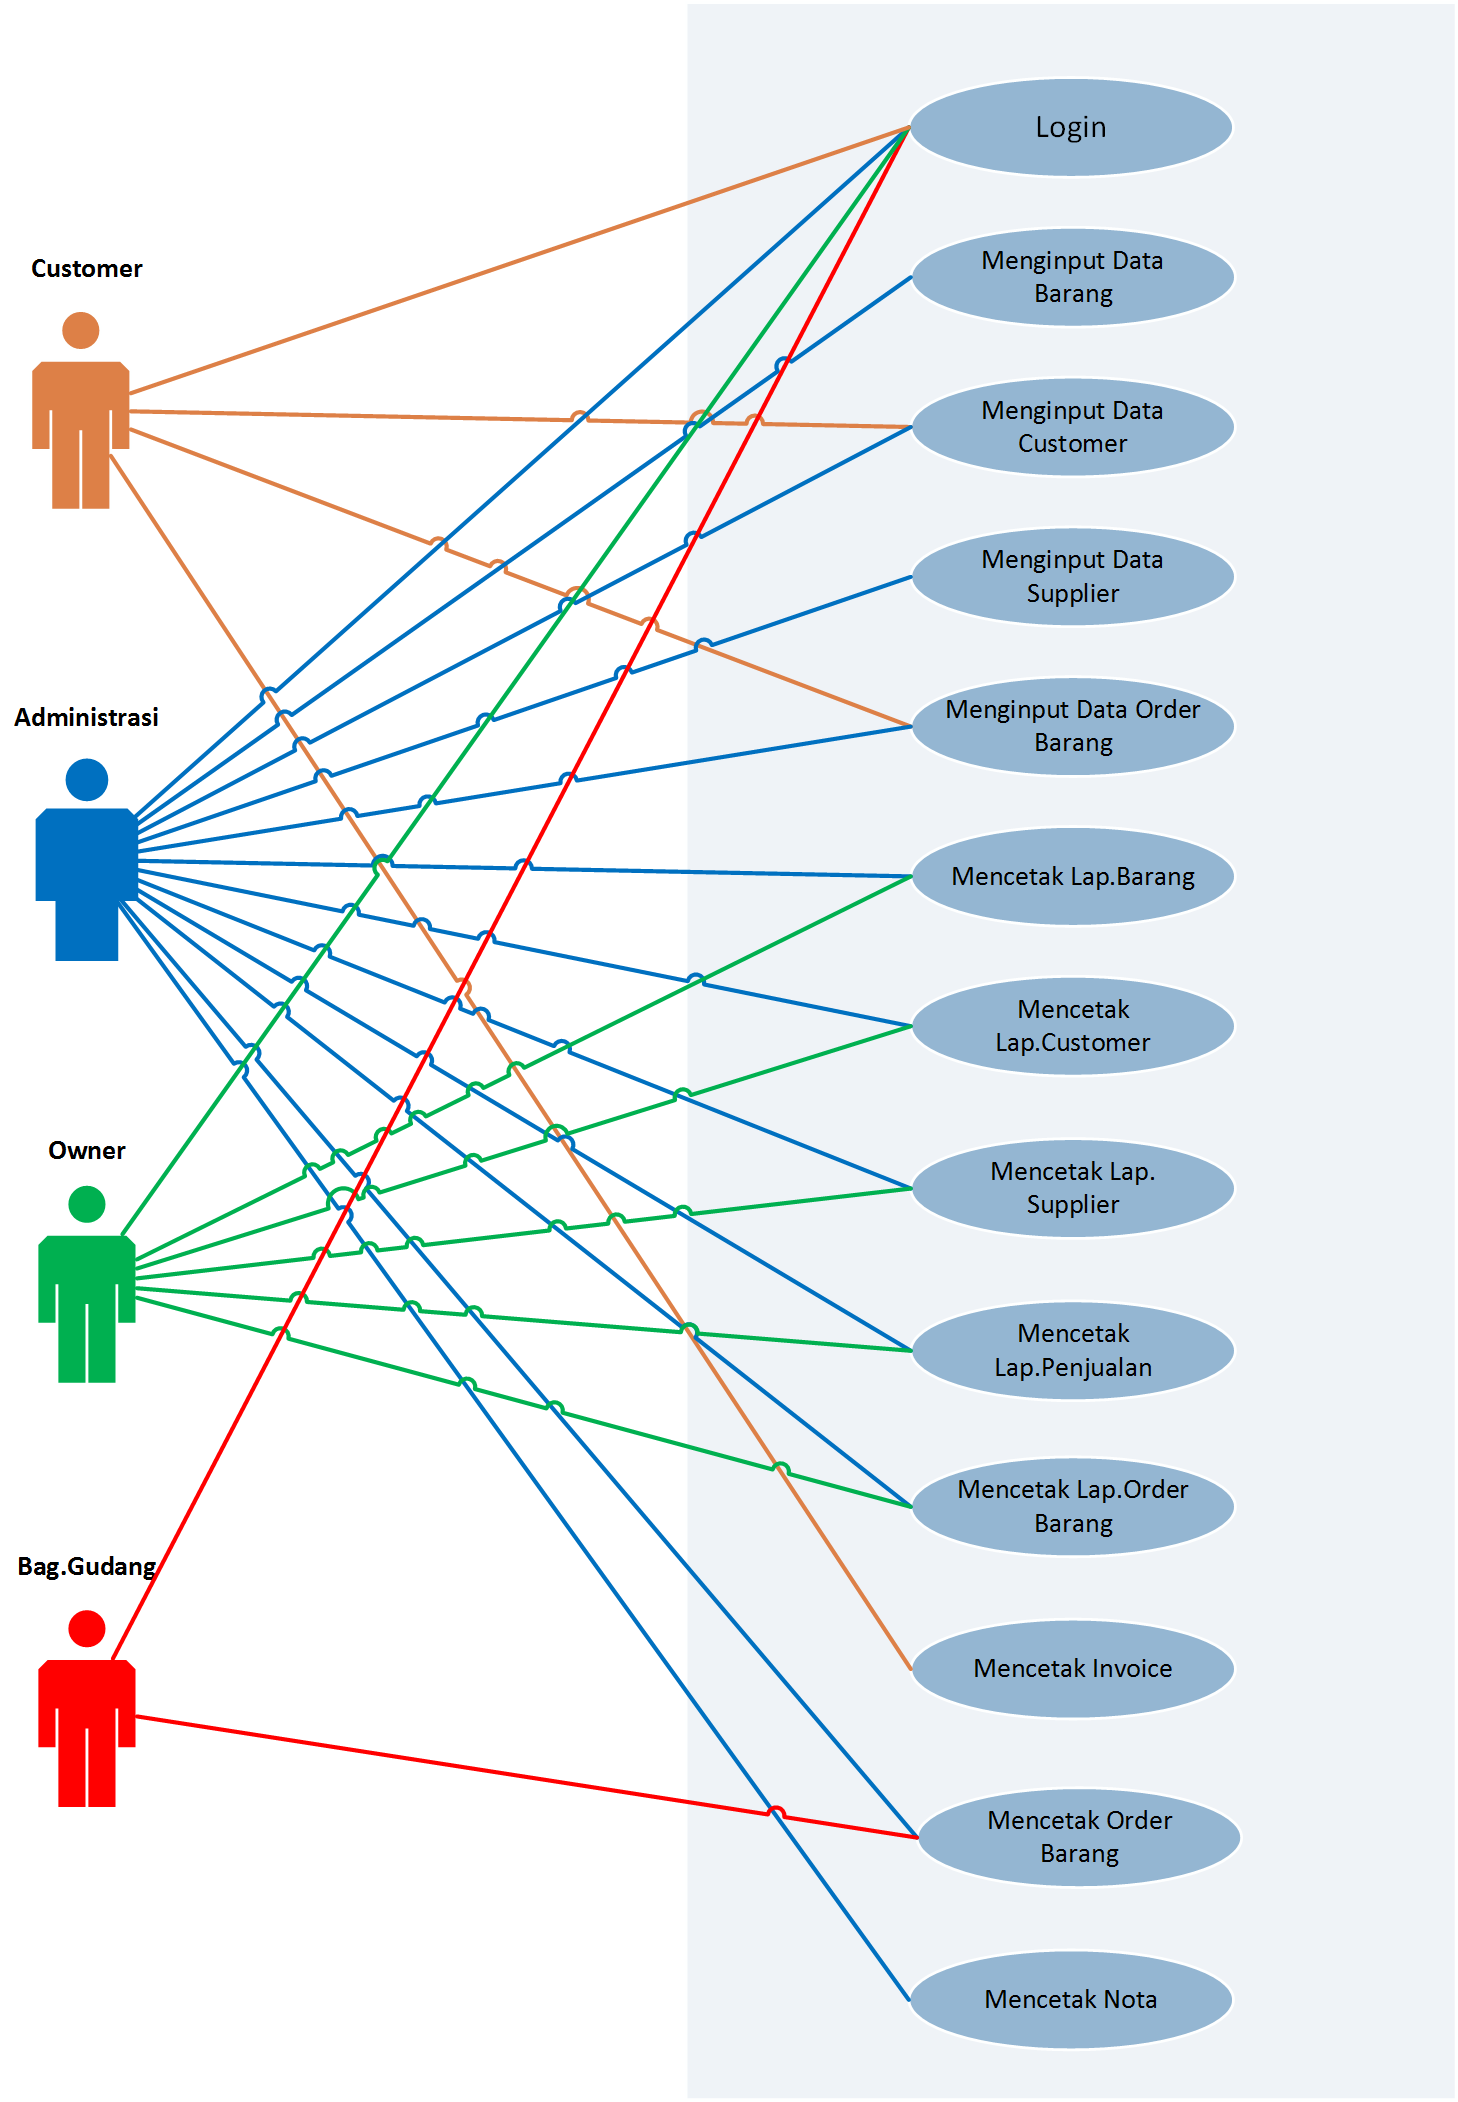 Login
Menginput Data
Barang
Customer
Menginput Data
Customer
Menginput Data
Supplier
Administrasi
Menginput Data Order
Barang
Mencetak Lap.Barang
Mencetak
Lap.Customer
Owner
Mencetak Lap.
Supplier
Mencetak
Lap.Penjualan
Mencetak Lap.Order
Barang
Bag.Gudang
Mencetak Invoice
Mencetak Order
Barang
Mencetak Nota